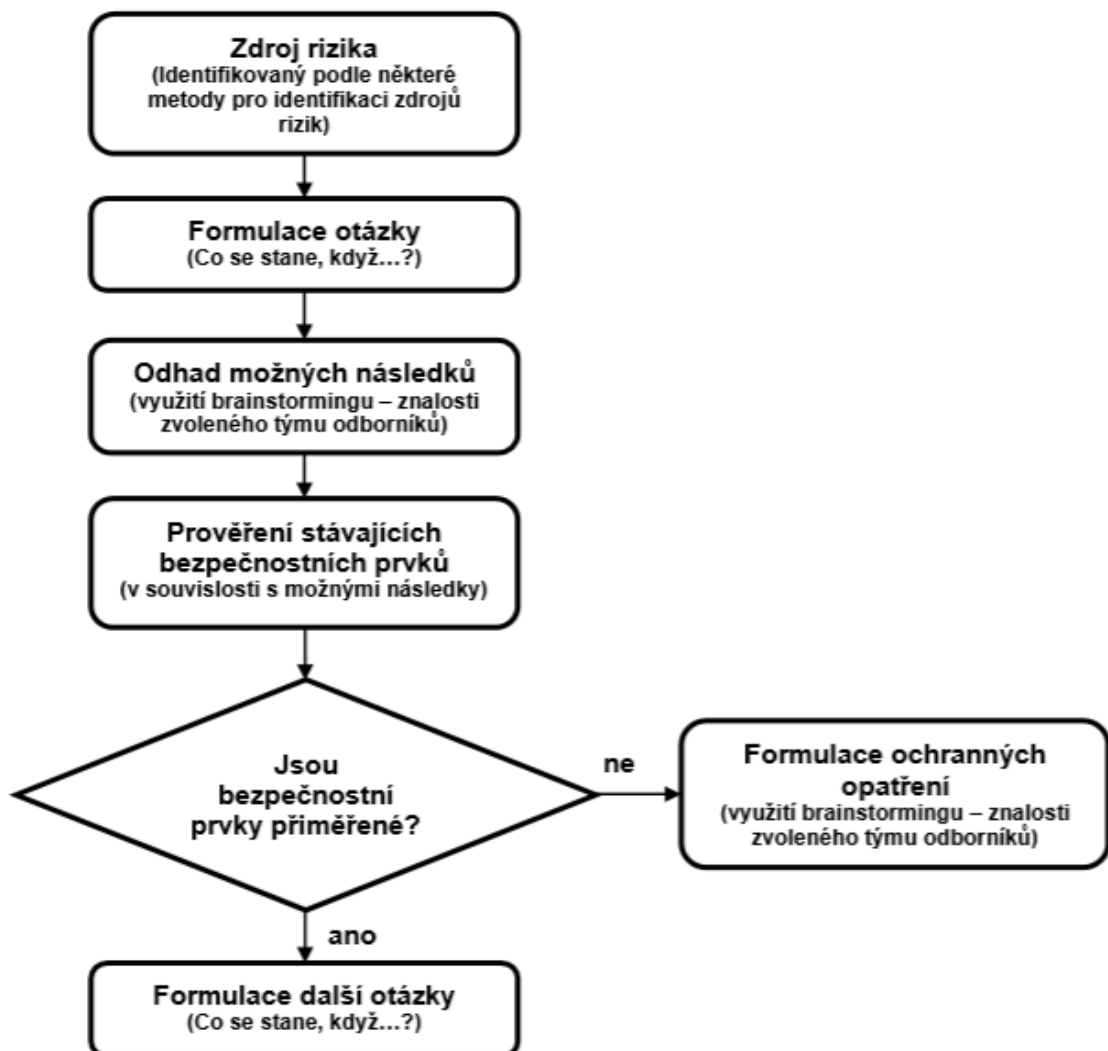 Zdroj rizika
(Identifikovaný podle některé
metody pro identifikaci zdrojů
rizik)
Formulace otázky
(Co se stane, když...?)
Odhad možných následků
(využití brainstormingu – znalosti
zvoleného týmu odborníků)
Prověření stávajících
bezpečnostních prvků
(v souvislosti s možnými následky)
Jsou
bezpečnostní
prvky přiměřené?
ne
Formulace ochranných
opatření
(využití brainstormingu – znalosti
zvoleného týmu odborníků)
ano
Formulace další otázky
(Co se stane, když...?)